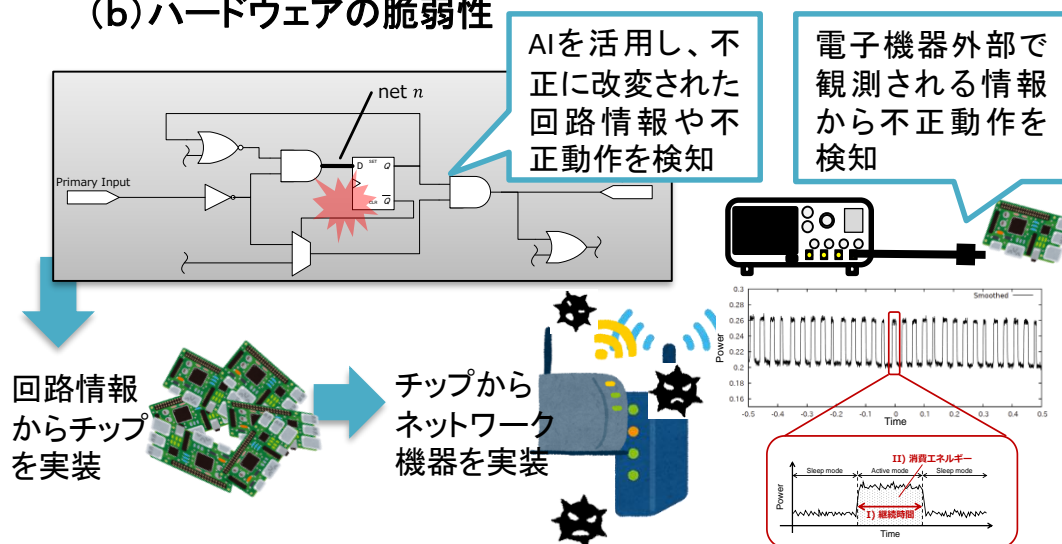 (b)ハードウェアの脆弱性
AIを活用し、不
正に改変された
回路情報や不
正動作を検知
電子機器外部で
観測される情報
から不正動作を
検知
net n
Primary Input
D SET Q
CLR Q
回路情報
からチップ
を実装
チップから
ネットワーク
機器を実装
Smoothed
Power
0.3
0.28
0.26
0.24
0.22
0.2
0.18
0.16
-0.5 -0.4 -0.3 -0.2 -0.1 0 0.1 0.2 0.3 0.4 0.5
Time
II) 消費エネルギー
Sleep mode Active mode Sleep mode
Power
I) 継続時間
Time